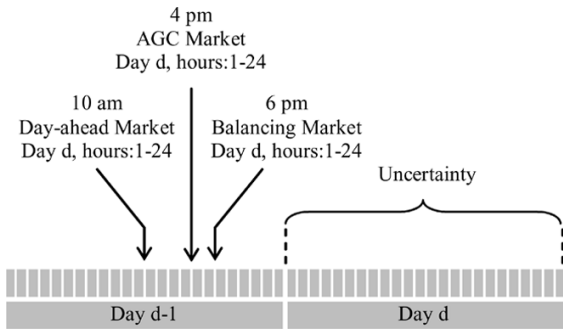 4 pm
AGC Market
Day d, hours:1-24
10 am
Day-ahead Market
Day d, hours:1-24
6 pm
Balancing Market
Day d, hours:1-24
Uncertainty
Day d-1
Day d